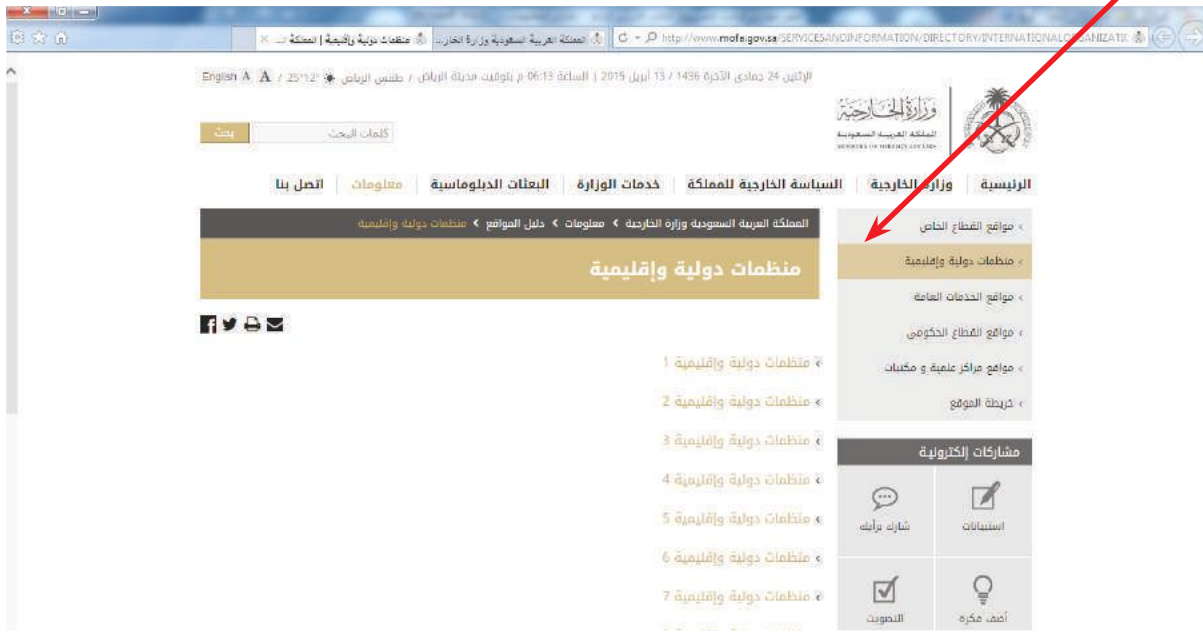 http://www.mofa.gov.sa/SERVICESANDINFORMATION/DIRECTORY/INTERNATIONALORGANIZATIC
المملكة العربية السعودية وزارة الخار...
منظمات دولية وإقليمية | المملكة ...
الإثنين 24 جمادى الآخرة 1436 / 13 أبريل 2015 | الساعة 06:13 م بتوقيت مدينة الرياض / طقس الرياض 25°12° / A A English
وزارة الخارجية
المملكة العربية السعودية
MINISTRY OF FOREIGN AFFAIRS
كلمات البحث
بحث
الرئيسية
وزارة الخارجية
السياسة الخارجية للمملكة
خدمات الوزارة
البعثات الدبلوماسية
معلومات
اتصل بنا
› مواقع القطاع الخاص
› منظمات دولية وإقليمية
› مواقع الخدمات العامة
› مواقع القطاع الحكومي
› مواقع مراكز علمية و مكتبات
› خريطة الموقع
المملكة العربية السعودية وزارة الخارجية › معلومات › دليل المواقع › منظمات دولية وإقليمية
منظمات دولية وإقليمية
› منظمات دولية وإقليمية 1
› منظمات دولية وإقليمية 2
› منظمات دولية وإقليمية 3
› منظمات دولية وإقليمية 4
› منظمات دولية وإقليمية 5
› منظمات دولية وإقليمية 6
› منظمات دولية وإقليمية 7
مشاركات إلكترونية
استبيانات
شارك برأيك
أضف فكرة
التصويت